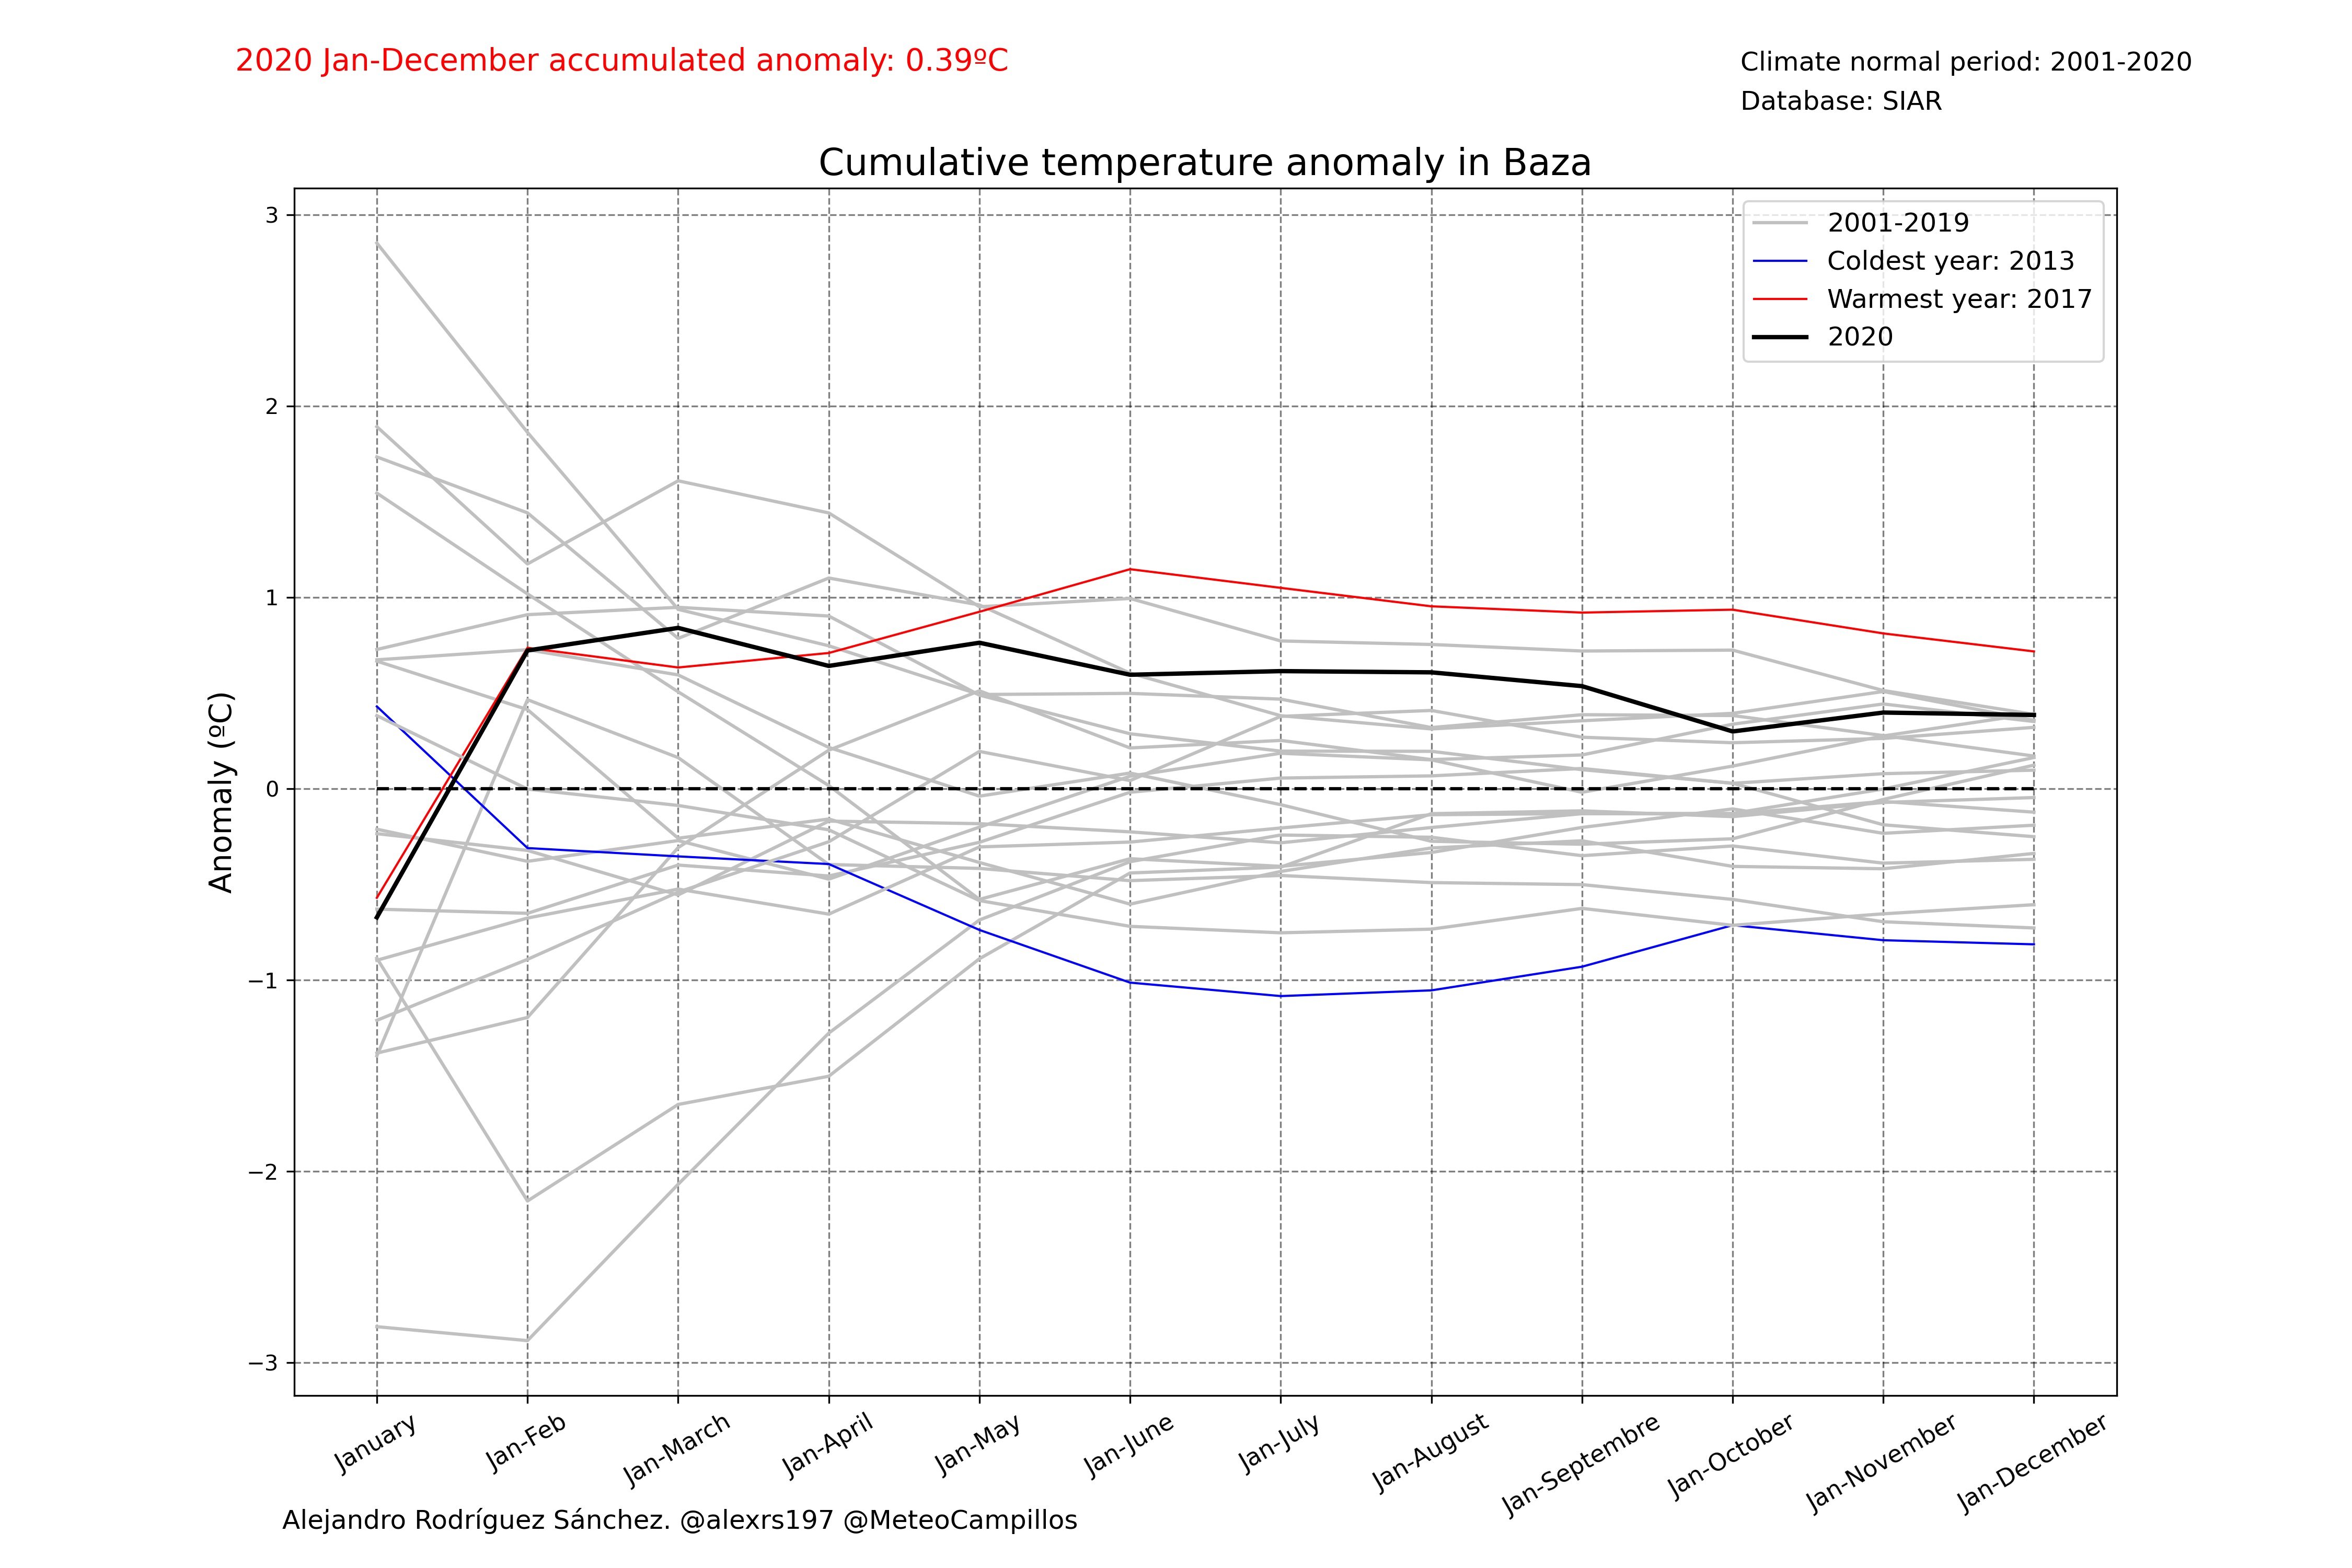 2020 Jan-December accumulated anomaly: 0.39ºC
Climate normal period: 2001-2020
Database: SIAR
Cumulative temperature anomaly in Baza
2001-2019
Coldest year: 2013
Warmest year: 2017
2020
Anomaly (ºC)
3
2
1
0
−1
−2
−3
January
Jan-Feb
Jan-March
Jan-April
Jan-May
Jan-June
Jan-July
Jan-August
Jan-Septembre
Jan-October
Jan-November
Jan-December
Alejandro Rodríguez Sánchez. @alexrs197 @MeteoCampillos